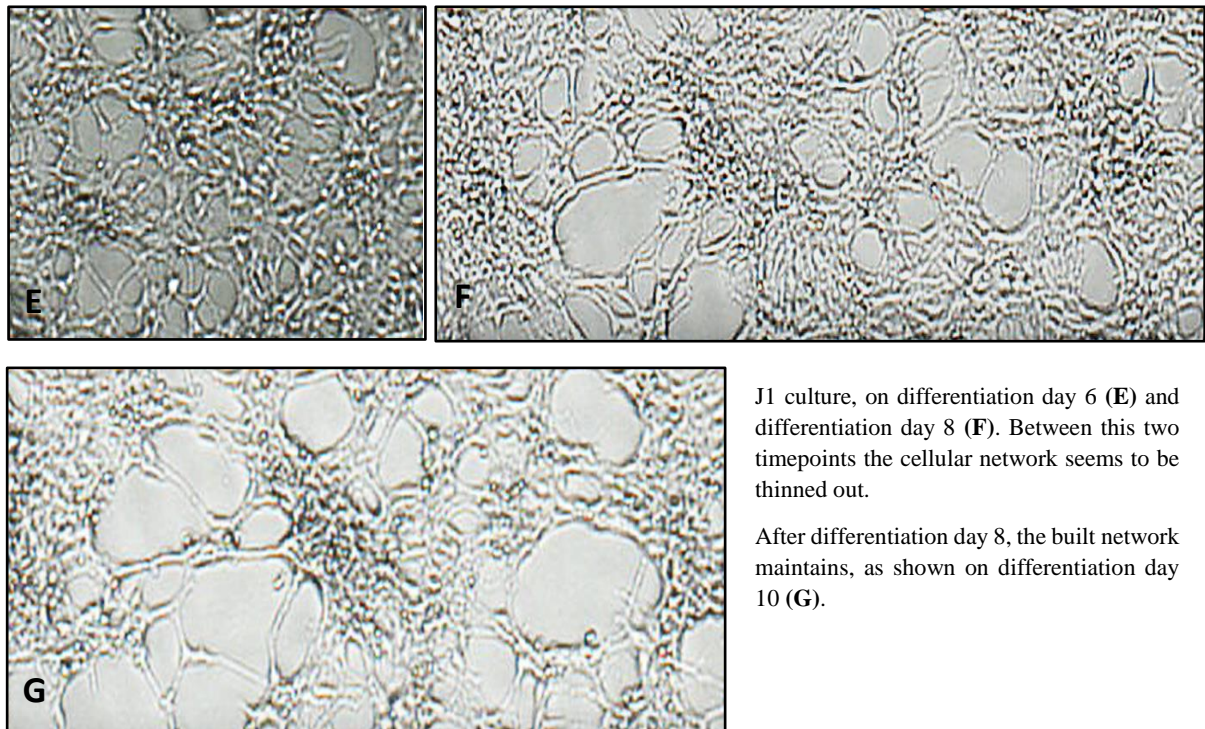 E
F
J1 culture, on differentiation day 6 (E) and
differentiation day 8 (F). Between this two
timepoints the cellular network seems to be
thinned out.
After differentiation day 8, the built network
maintains, as shown on differentiation day
10 (G).
G